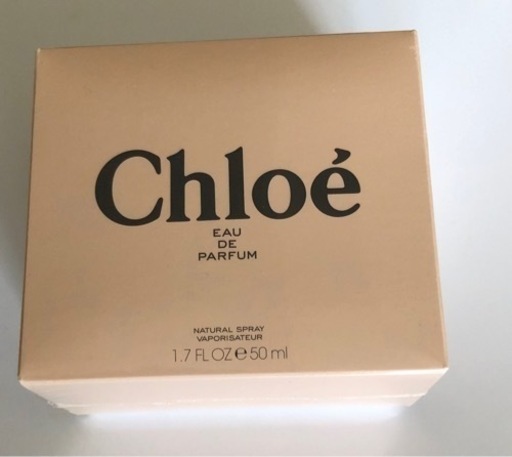 Chloé
EAU
DE
PARFUM
NATURAL SPRAY
VAPORISATEUR
1.7 FL OZ ℮ 50 ml